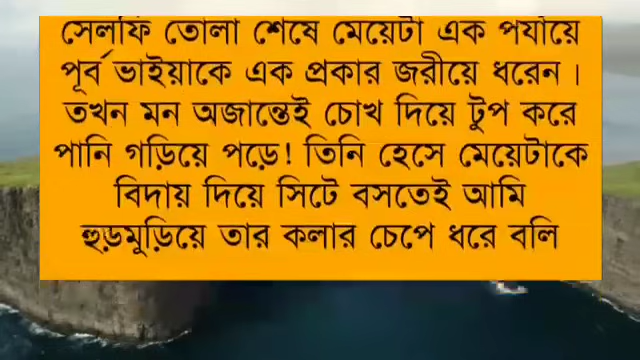 সেলফি তোলা শেষে মেয়েটা এক পর্যায়ে
পূর্ব ভাইয়াকে এক প্রকার জরীয়ে ধরেন।
তখন মন অজান্তেই চোখ দিয়ে টুপ করে
পানি গড়িয়ে পড়ে! তিনি হেসে মেয়েটাকে
বিদায় দিয়ে সিটে বসতেই আমি
হুড়মুড়িয়ে তার কলার চেপে ধরে বলি